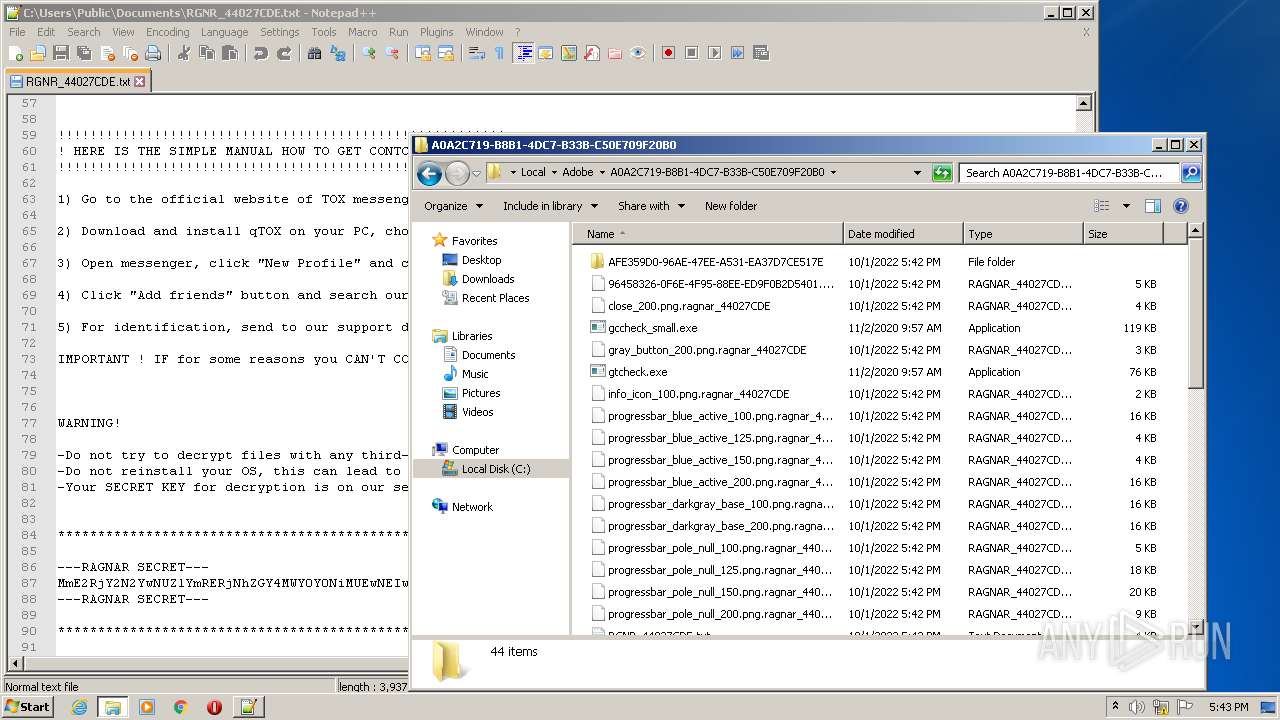 C:\Users\Public\Documents\RGNR_44027CDE.txt - Notepad++
File Edit Search View Encoding Language Settings Tools Macro Run Plugins Window ?
X
RGNR_44027CDE.txt
57
58
59 !!!!!!!!!!!!!!!!!!!!!!!!!!!!!!!!!!!!!!!!!!!!!!!!!!!!!!!!!
60 ! HERE IS THE SIMPLE MANUAL HOW TO GET CONTC
61 !!!!!!!!!!!!!!!!!!!!!!!!!!!!!!!!!!!!!!!!!!!!
62
63 1) Go to the official website of TOX messeng
64
65 2) Download and install qTOX on your PC, cho
66
67 3) Open messenger, click "New Profile" and c
68
69 4) Click "Add friends" button and search our
70
71 5) For identification, send to our support d
72
73 IMPORTANT ! IF for some reasons you CAN'T CO
74
75
76
77 WARNING!
78
79 -Do not try to decrypt files with any third-
80 -Do not reinstall your OS, this can lead to
81 -Your SECRET KEY for decryption is on our se
82
83
84 ********************************************
85
86 ---RAGNAR SECRET---
87
88 ---RAGNAR SECRET---
89
90 ********************************************
91
Normal text file
length : 3,937
A0A2C719-B8B1-4DC7-B33B-C50E709F20B0
Local Adobe A0A2C719-B8B1-4DC7-B33B-C50E709F20B0
Search A0A2C719-B8B1-4DC7-B33B-C...
Organize Include in library Share with New folder
Favorites
Desktop
Downloads
Recent Places
Libraries
Documents
Music
Pictures
Videos
Computer
Local Disk (C:)
Network
Name Date modified Type Size
AFE359D0-96AE-47EE-A531-EA37D7CE517E 10/1/2022 5:42 PM File folder
96458326-0F6E-4F95-88EE-ED9F0B2D5401.... 10/1/2022 5:42 PM RAGNAR_44027CD... 8 KB
close_200.png.ragnar_44027CDE 10/1/2022 5:42 PM RAGNAR_44027CD... 4 KB
gccheck_small.exe 11/2/2020 9:57 AM Application 113 KB
gray_button_200.png.ragnar_44027CDE 10/1/2022 5:42 PM RAGNAR_44027CD... 3 KB
gtcheck.exe 11/2/2020 9:57 AM Application 76 KB
info_icon_100.png.ragnar_44027CDE 10/1/2022 5:42 PM RAGNAR_44027CD... 2 KB
progressbar_blue_active_100.png.ragnar_4... 10/1/2022 5:42 PM RAGNAR_44027CD... 16 KB
progressbar_blue_active_125.png.ragnar_4... 10/1/2022 5:42 PM RAGNAR_44027CD... 2 KB
progressbar_blue_active_150.png.ragnar_4... 10/1/2022 5:42 PM RAGNAR_44027CD... 4 KB
progressbar_blue_active_200.png.ragnar_4... 10/1/2022 5:42 PM RAGNAR_44027CD... 16 KB
progressbar_darkgray_base_100.png.ragna... 10/1/2022 5:42 PM RAGNAR_44027CD... 16 KB
progressbar_darkgray_base_200.png.ragna... 10/1/2022 5:42 PM RAGNAR_44027CD... 16 KB
progressbar_pole_null_100.png.ragnar_440... 10/1/2022 5:42 PM RAGNAR_44027CD... 5 KB
progressbar_pole_null_125.png.ragnar_440... 10/1/2022 5:42 PM RAGNAR_44027CD... 18 KB
progressbar_pole_null_150.png.ragnar_440... 10/1/2022 5:42 PM RAGNAR_44027CD... 20 KB
progressbar_pole_null_200.png.ragnar_440... 10/1/2022 5:42 PM RAGNAR_44027CD... 9 KB
RGNR_44027CDE.txt 10/1/2022 5:42 PM Text Document 4 KB
44 items
ANY RUN
Start
5:43 PM